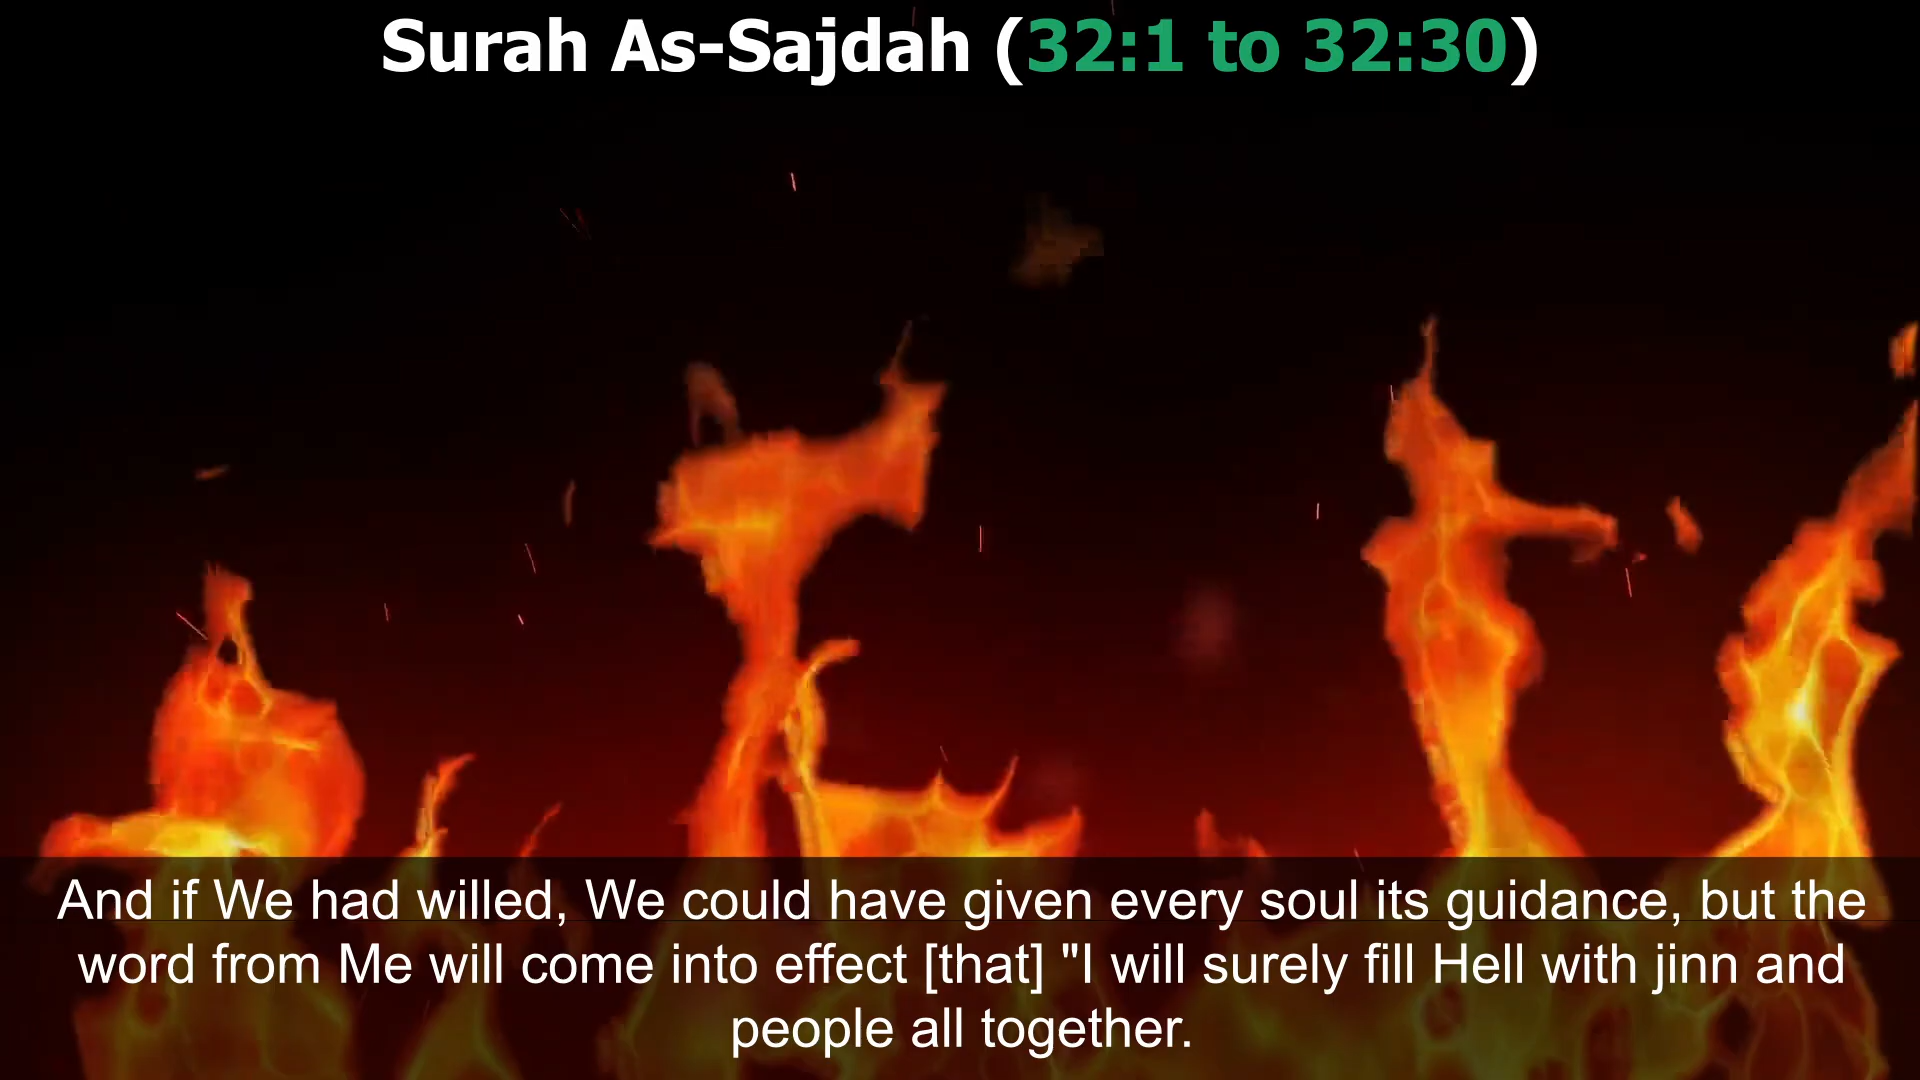 Surah As-Sajdah (32:1 to 32:30)
And if We had willed, We could have given every soul its guidance, but the
word from Me will come into effect [that] "I will surely fill Hell with jinn and
people all together.